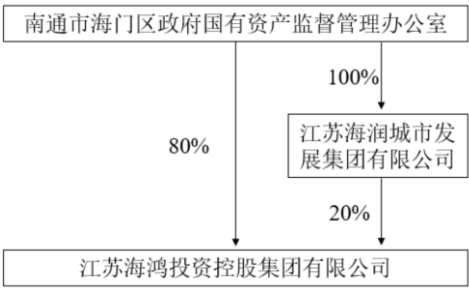 南通市海门区政府国有资产监督管理办公室
100%
江苏海润城市发
展集团有限公司
80%
20%
江苏海鸿投资控股集团有限公司